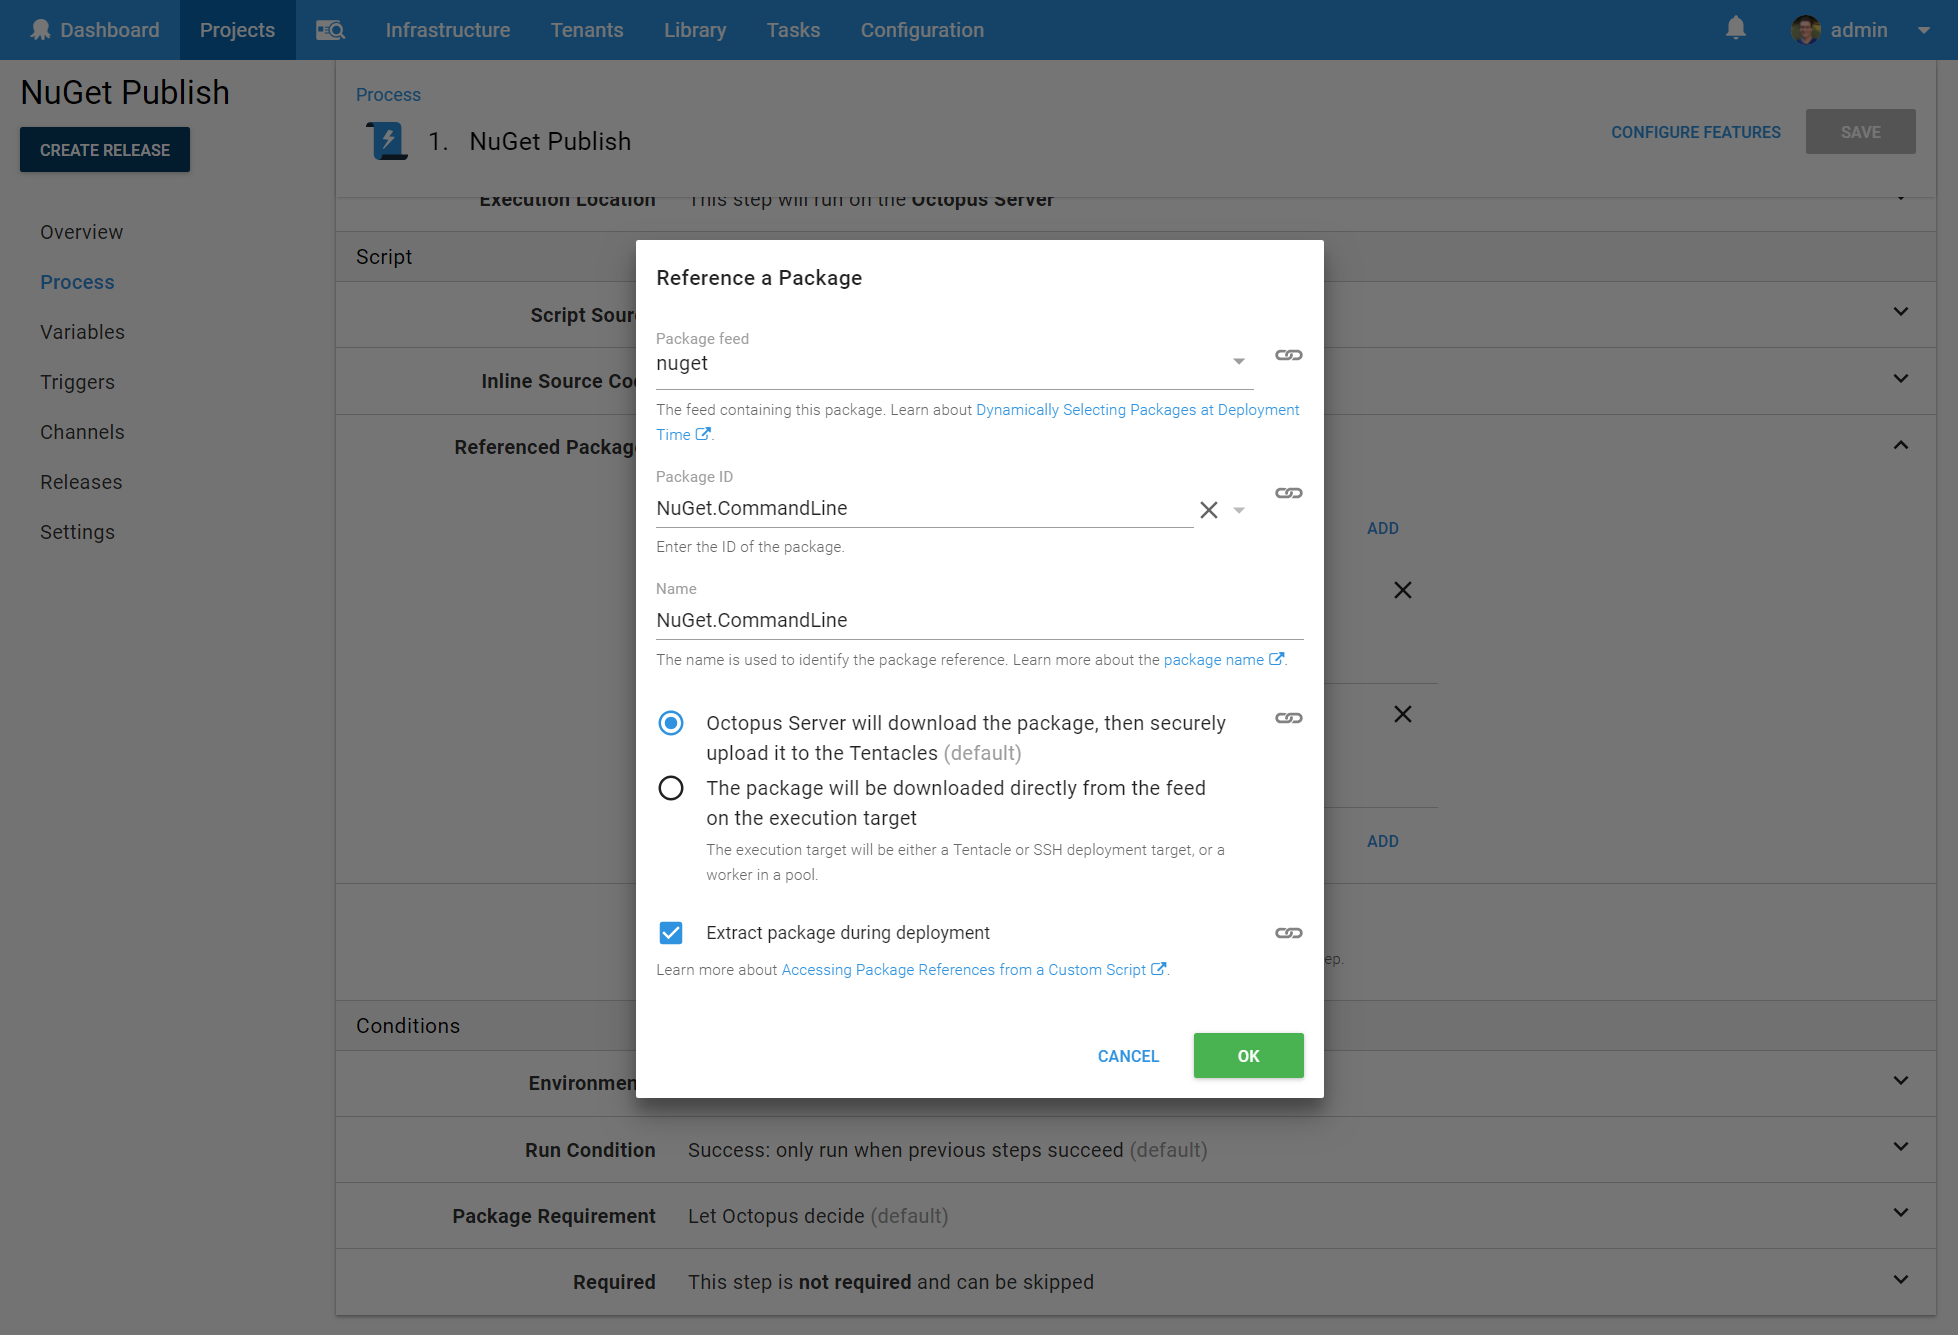 Dashboard
Projects
Infrastructure
Tenants
Library
Tasks
Configuration
admin
NuGet Publish
CREATE RELEASE
Overview
Process
Variables
Triggers
Channels
Releases
Settings
Process
1. NuGet Publish
CONFIGURE FEATURES
SAVE
Execution Location This step will run on the Octopus Server
Script
Script Sour
Inline Source Co
Referenced Packag
ADD
ADD
ep.
Reference a Package
Package feed
nuget
The feed containing this package. Learn about Dynamically Selecting Packages at Deployment
Time.
Package ID
NuGet.CommandLine
Enter the ID of the package.
Name
NuGet.CommandLine
The name is used to identify the package reference. Learn more about the package name.
Octopus Server will download the package, then securely
upload it to the Tentacles (default)
The package will be downloaded directly from the feed
on the execution target
The execution target will be either a Tentacle or SSH deployment target, or a
worker in a pool.
Extract package during deployment
Learn more about Accessing Package References from a Custom Script.
CANCEL
OK
Conditions
Environmen
Run Condition Success: only run when previous steps succeed (default)
Package Requirement Let Octopus decide (default)
Required This step is not required and can be skipped